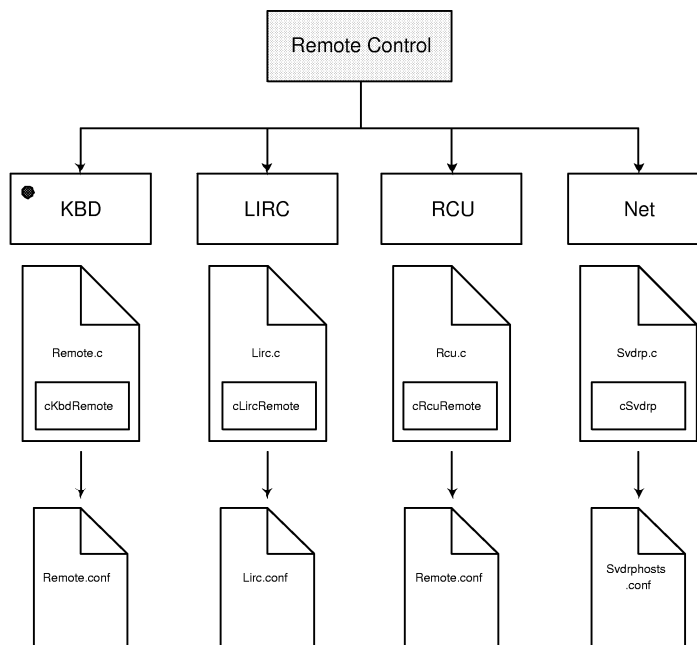 Remote Control
KBD
LIRC
RCU
Net
Remote.c
Lirc.c
Rcu.c
Svdrp.c
cKbdRemote
cLircRemote
cRcuRemote
cSvdrp
Remote.conf
Lirc.conf
Remote.conf
Svdrphosts
.conf